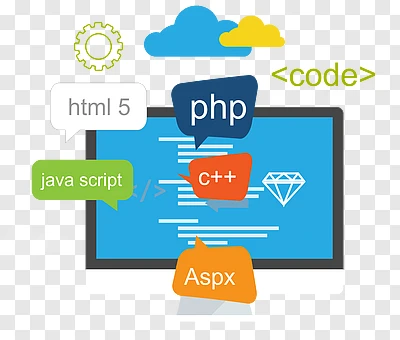 <code>
html 5
php
java script
</>
c++
Aspx